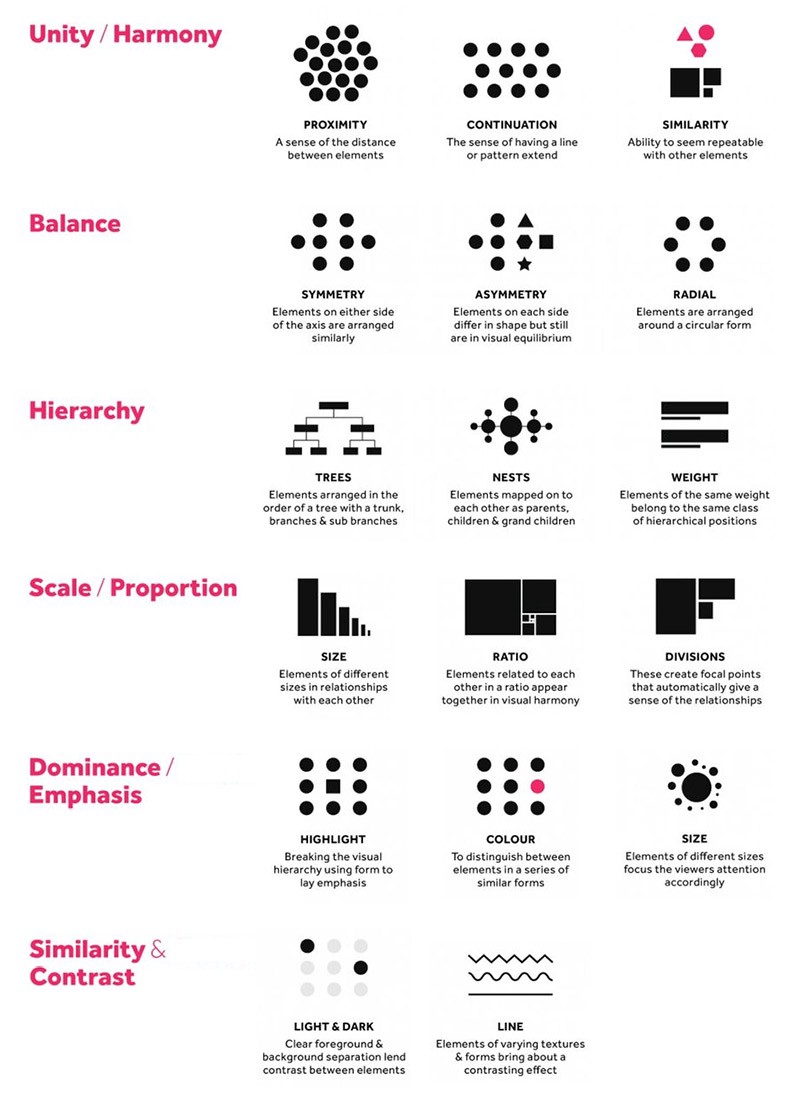 Unity / Harmony
PROXIMITY
A sense of the distance
between elements
CONTINUATION
The sense of having a line
or pattern extend
SIMILARITY
Ability to seem repeatable
with other elements
Balance
SYMMETRY
Elements on either side
of the axis are arranged
similarly
ASYMMETRY
Elements on each side
differ in shape but still
are in visual equilibrium
RADIAL
Elements are arranged
around a circular form
Hierarchy
TREES
Elements arranged in the
order of a tree with a trunk,
branches & sub branches
NESTS
Elements mapped on to
each other as parents,
children & grand children
WEIGHT
Elements of the same weight
belong to the same class
of hierarchical positions
Scale / Proportion
SIZE
Elements of different
sizes in relationships
with each other
RATIO
Elements related to each
other in a ratio appear
together in visual harmony
DIVISIONS
These create focal points
that automatically give a
sense of the relationships
Dominance /
Emphasis
HIGHLIGHT
Breaking the visual
hierarchy using form to
lay emphasis
COLOUR
To distinguish between
elements in a series of
similar forms
SIZE
Elements of different sizes
focus the viewers attention
accordingly
Similarity &
Contrast
LIGHT & DARK
Clear foreground &
background separation lend
contrast between elements
LINE
Elements of varying textures
& forms bring about a
contrasting effect